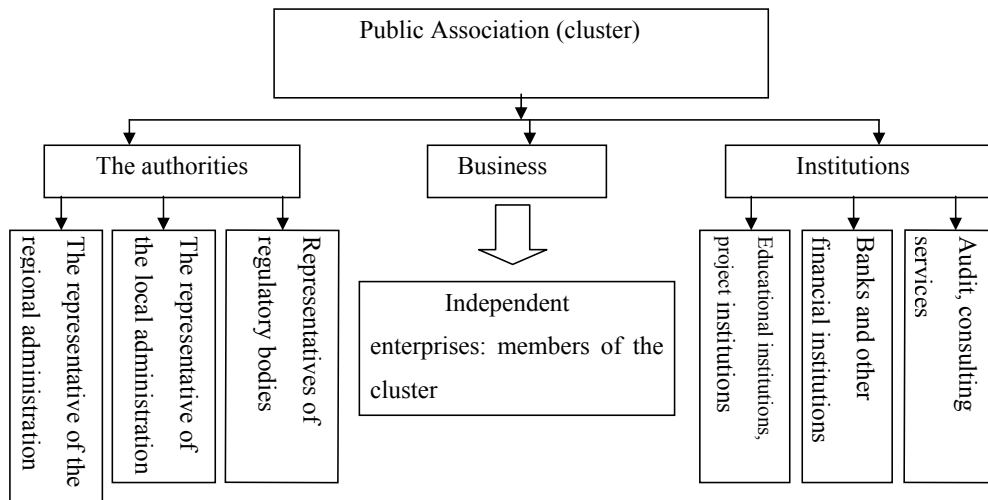 Public Association (cluster)
The authorities
Business
Institutions
The representative of the
regional administration
The representative of
the local administration
Representatives of
regulatory bodies
Independent
enterprises: members of the
cluster
Educational institutions,
project institutions
Banks and other
financial institutions
Audit, consulting
services